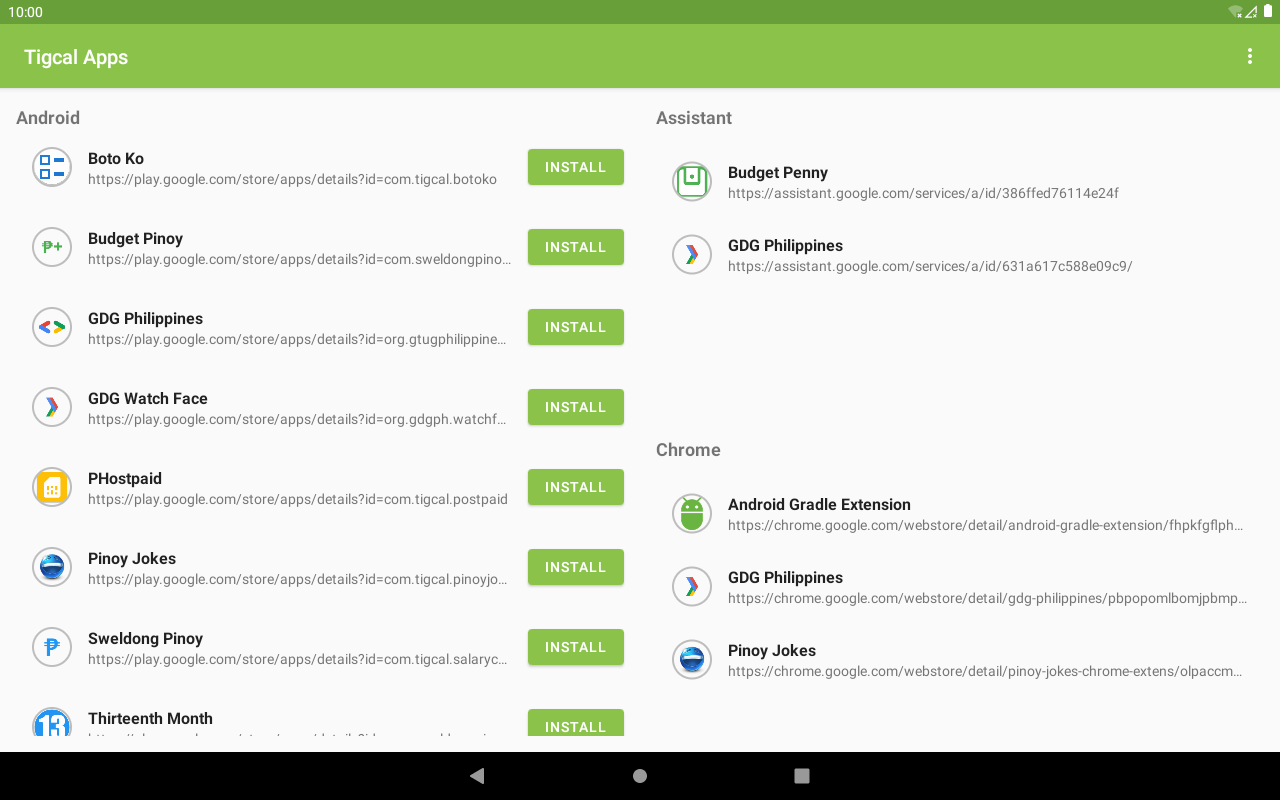 10:00
Tigcal Apps
Android
Boto Ko
https://play.google.com/store/apps/details?id=com.tigcal.botoko
INSTALL
Budget Pinoy
https://play.google.com/store/apps/details?id=com.sweldongpino…
INSTALL
GDG Philippines
https://play.google.com/store/apps/details?id=org.gtugphilippine…
INSTALL
GDG Watch Face
https://play.google.com/store/apps/details?id=org.gdgph.watchf…
INSTALL
PHostpaid
https://play.google.com/store/apps/details?id=com.tigcal.postpaid
INSTALL
Pinoy Jokes
https://play.google.com/store/apps/details?id=com.tigcal.pinoyjo…
INSTALL
Sweldong Pinoy
https://play.google.com/store/apps/details?id=com.tigcal.salaryc…
INSTALL
13
Thirteenth Month
INSTALL
Assistant
Budget Penny
https://assistant.google.com/services/a/id/386ffed76114e24f
GDG Philippines
https://assistant.google.com/services/a/id/631a617c588e09c9/
Chrome
Android Gradle Extension
https://chrome.google.com/webstore/detail/android-gradle-extension/fhpkfgflph…
GDG Philippines
https://chrome.google.com/webstore/detail/gdg-philippines/pbpopomlbomjpbmp…
Pinoy Jokes
https://chrome.google.com/webstore/detail/pinoy-jokes-chrome-extens/olpaccm…